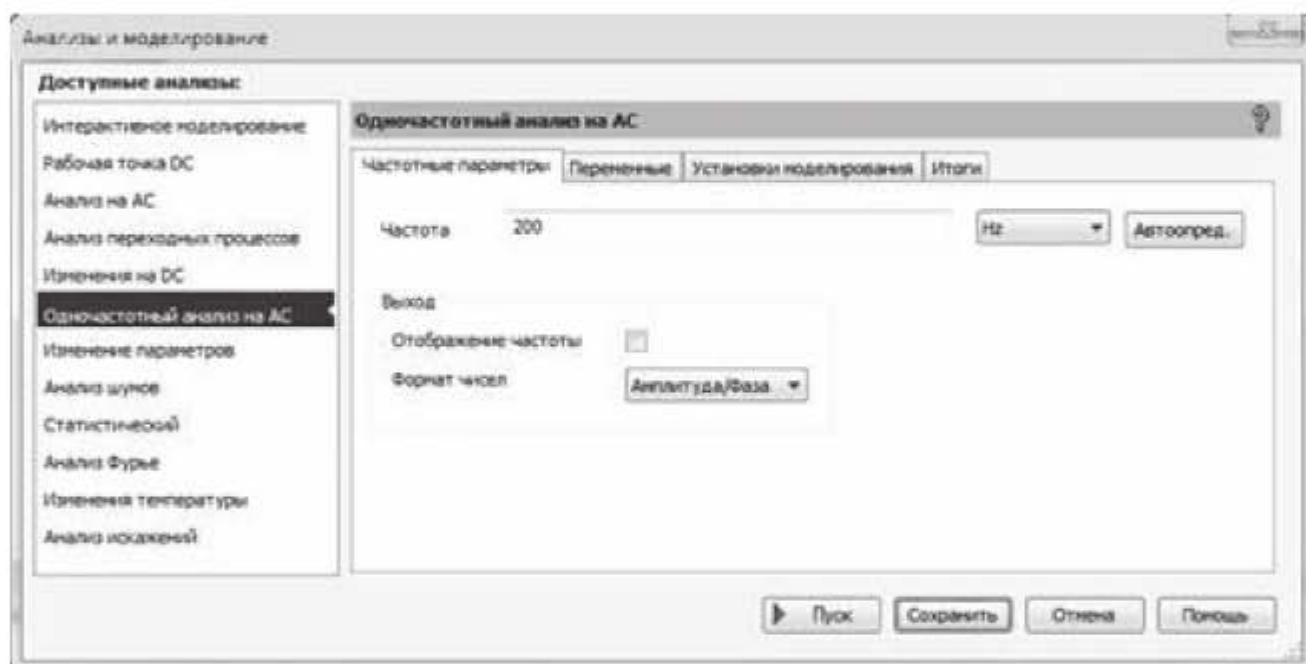 Анализы и моделирование
Доступные анализы:
Интерактивное моделирование
Рабочая точка DC
Анализ на AC
Анализ переходных процессов
Изменения на DC
Одночастотный анализ на AC
Изменение параметров
Анализ шумов
Статистический
Анализ Фурье
Изменения температуры
Анализ искажений
Одночастотный анализ на AC
Частотные параметры Переменные Установки моделирования Итоги
Частота 200 Hz Автоопред.
Выход
Отображение частоты
Формат чисел Амплитуда/Фаза
Пуск Сохранить Отмена Помощь